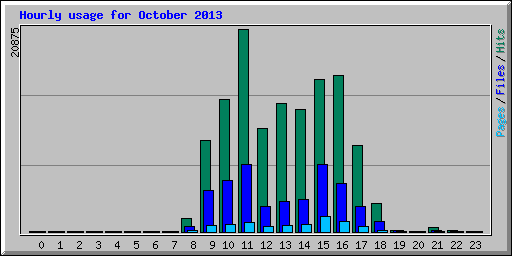 Hourly usage for October 2013
20875
Pages/Files/Hits
0 1 2 3 4 5 6 7 8 9 10 11 12 13 14 15 16 17 18 19 20 21 22 23